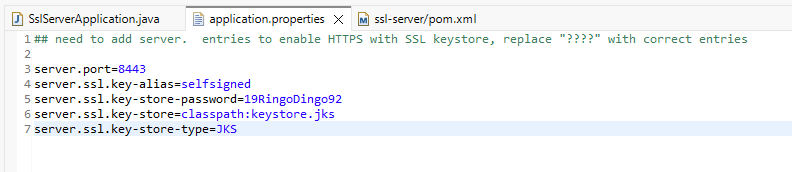 SslServerApplication.java application.properties ssl-server/pom.xml
1 ## need to add server.  entries to enable HTTPS with SSL keystore, replace "????" with correct entries
2
3 server.port=8443
4 server.ssl.key-alias=selfsigned
5 server.ssl.key-store-password=19RingoDingo92
6 server.ssl.key-store=classpath:keystore.jks
7 server.ssl.key-store-type=JKS